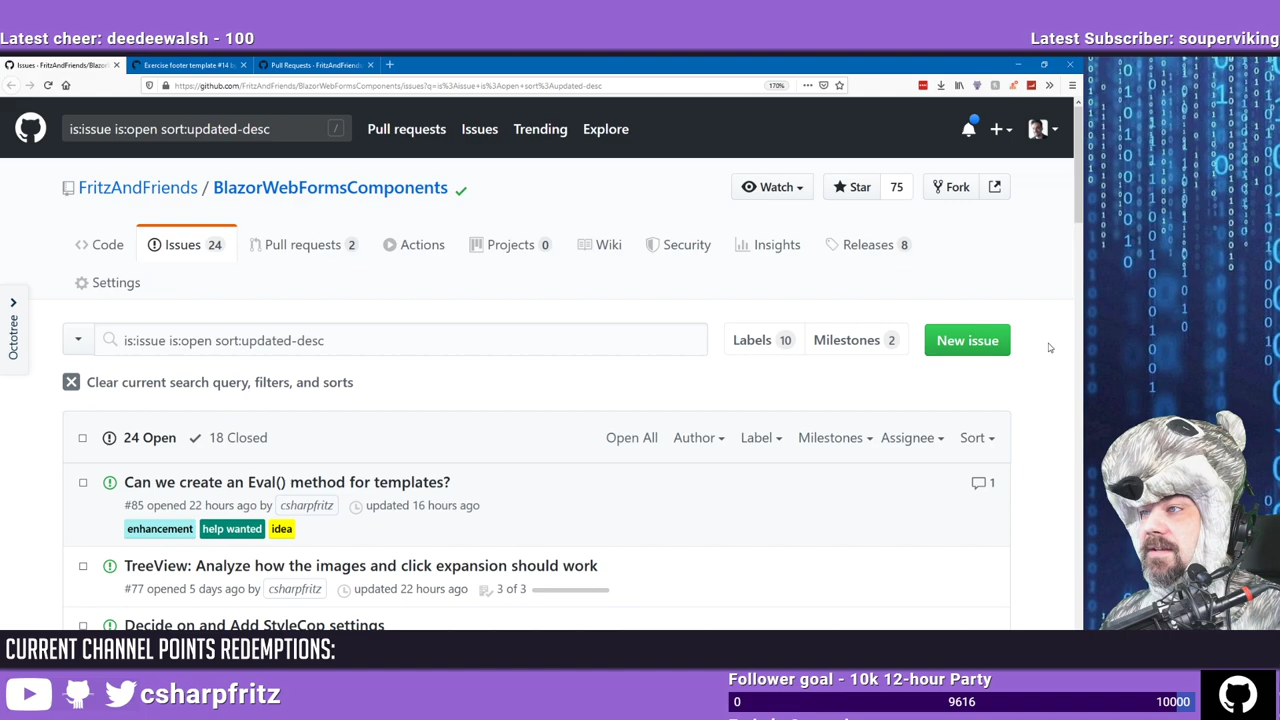 Latest cheer: deedeewalsh - 100
Latest Subscriber: souperviking
Issues · FritzAndFriends/Blazor
Exercise footer template #14 b
Pull Requests · FritzAndFriends
https://github.com/FritzAndFriends/BlazorWebFormsComponents/issues?q=is%3Aissue+is%3Aopen+sort%3Aupdated-desc
170%
is:issue is:open sort:updated-desc
/
Pull requests
Issues
Trending
Explore
FritzAndFriends / BlazorWebFormsComponents
Watch
Star 75
Fork
Code
Issues 24
Pull requests 2
Actions
Projects 0
Wiki
Security
Insights
Releases 8
Settings
Octotree
is:issue is:open sort:updated-desc
Labels 10
Milestones 2
New issue
Clear current search query, filters, and sorts
24 Open
18 Closed
Open All
Author
Label
Milestones
Assignee
Sort
Can we create an Eval() method for templates?
1
#85 opened 22 hours ago by csharpfritz updated 16 hours ago
enhancement help wanted idea
TreeView: Analyze how the images and click expansion should work
#77 opened 5 days ago by csharpfritz updated 22 hours ago 3 of 3
Decide on and Add StyleCop settings
CURRENT CHANNEL POINTS REDEMPTIONS:
csharpfritz
Follower goal - 10k 12-hour Party
0 9616 10000